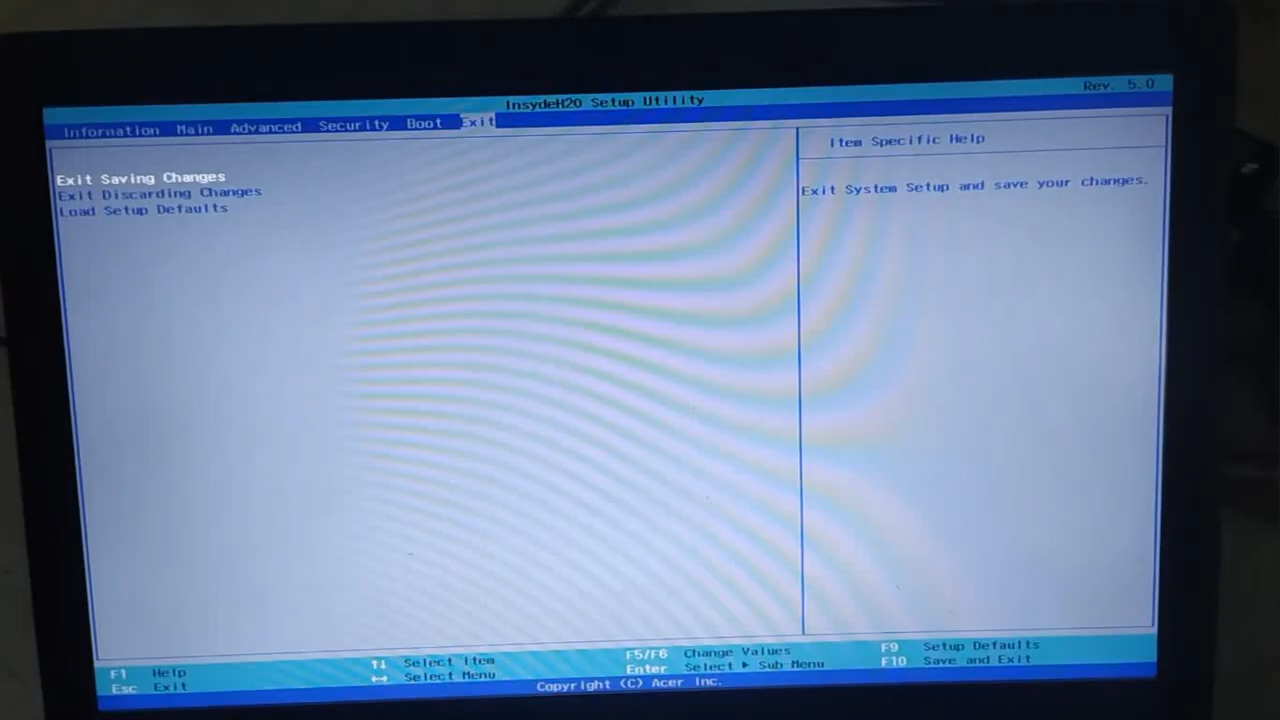 InsydeH20 Setup Utility Rev. 5.0
Information Main Advanced Security Boot Exit
Item Specific Help
Exit Saving Changes
Exit Discarding Changes
Load Setup Defaults
Exit System Setup and save your changes.
F1 Help ↑↓ Select Item F5/F6 Change Values F9 Setup Defaults
Esc Exit ←→ Select Menu Enter Select ▶ Sub-Menu F10 Save and Exit
Copyright (C) Acer Inc.